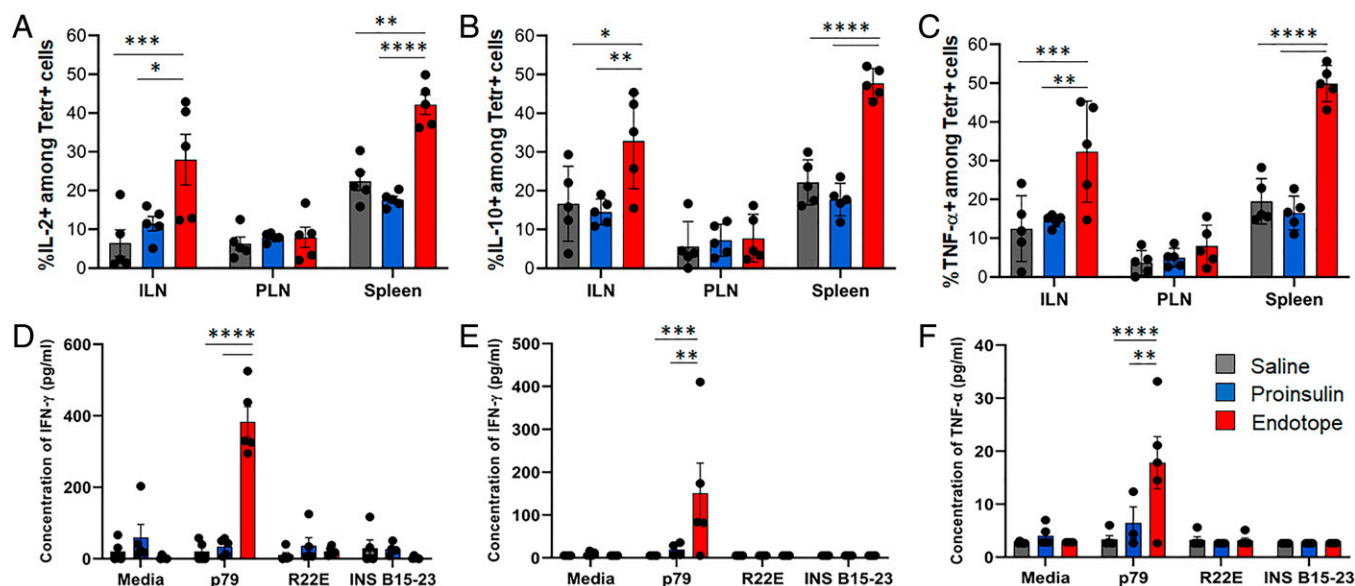 A
%IL-2+ among Tetr+ cells
60
50
40
30
20
10
0
***
*
**
****
ILN PLN Spleen
B
%IL-10+ among Tetr+ cells
60
50
40
30
20
10
0
*
**
****
ILN PLN Spleen
C
%TNF-α+ among Tetr+ cells
60
50
40
30
20
10
0
***
**
****
ILN PLN Spleen
D
Concentration of IFN-γ (pg/ml)
600
400
200
0
****
Media p79 R22E INS B15-23
E
Concentration of IFN-γ (pg/ml)
500
400
300
200
100
0
***
**
Media p79 R22E INS B15-23
F
Concentration of TNF-α (pg/ml)
40
30
20
10
0
****
**
Media p79 R22E INS B15-23
Saline
Proinsulin
Endotope